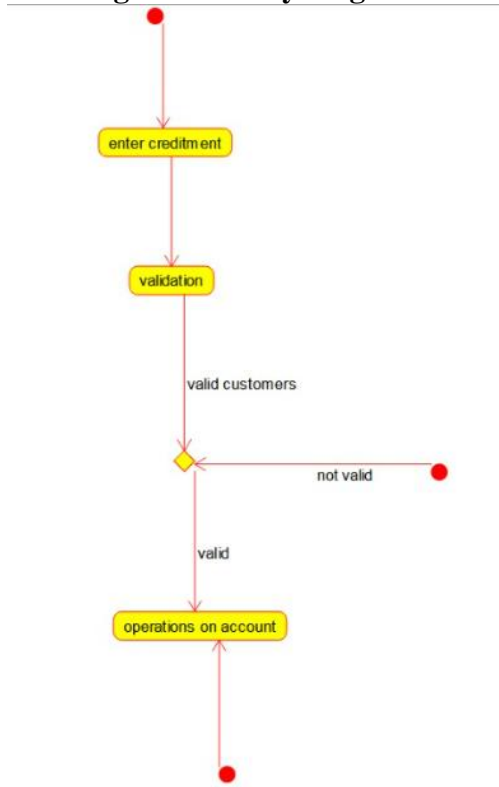 enter creditment
validation
valid customers
not valid
valid
operations on account